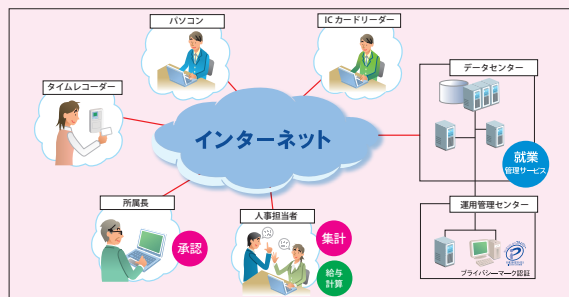 パソコン
ICカードリーダー
タイムレコーダー
データセンター
インターネット
就業
管理サービス
所属長
承認
人事担当者
集計
給与
計算
運用管理センター
プライバシーマーク認証